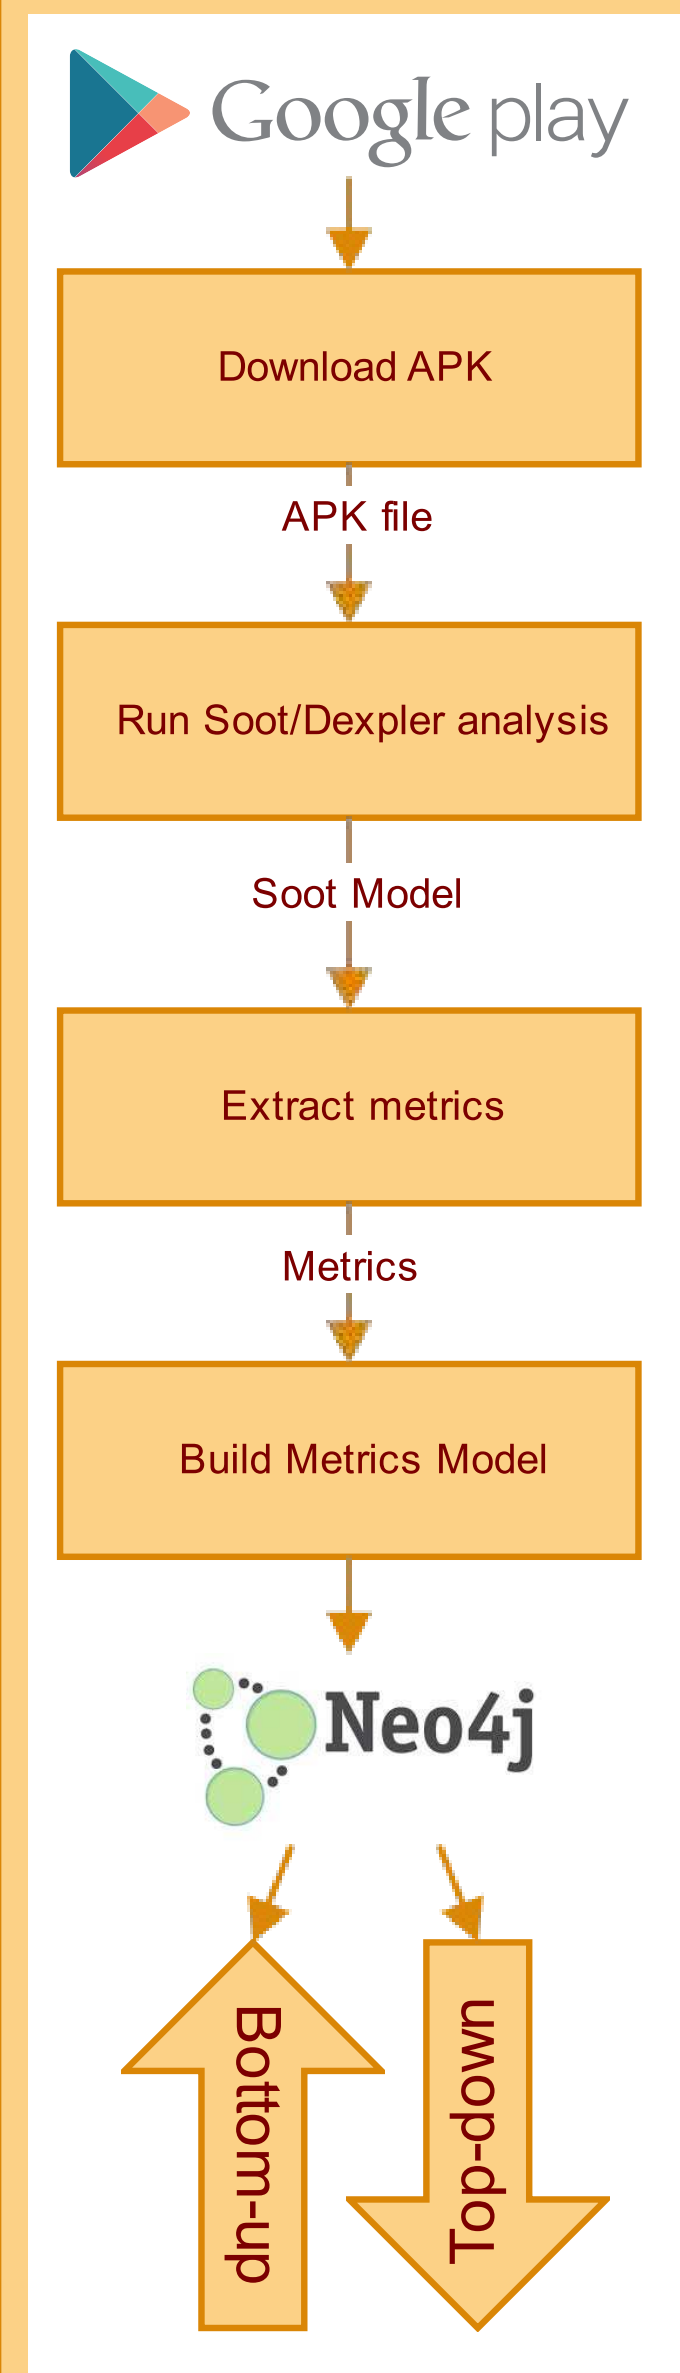 Google play
Download APK
APK file
Run Soot/Dexpler analysis
Soot Model
Extract metrics
Metrics
Build Metrics Model
Neo4j
Bottom-up
Top-down